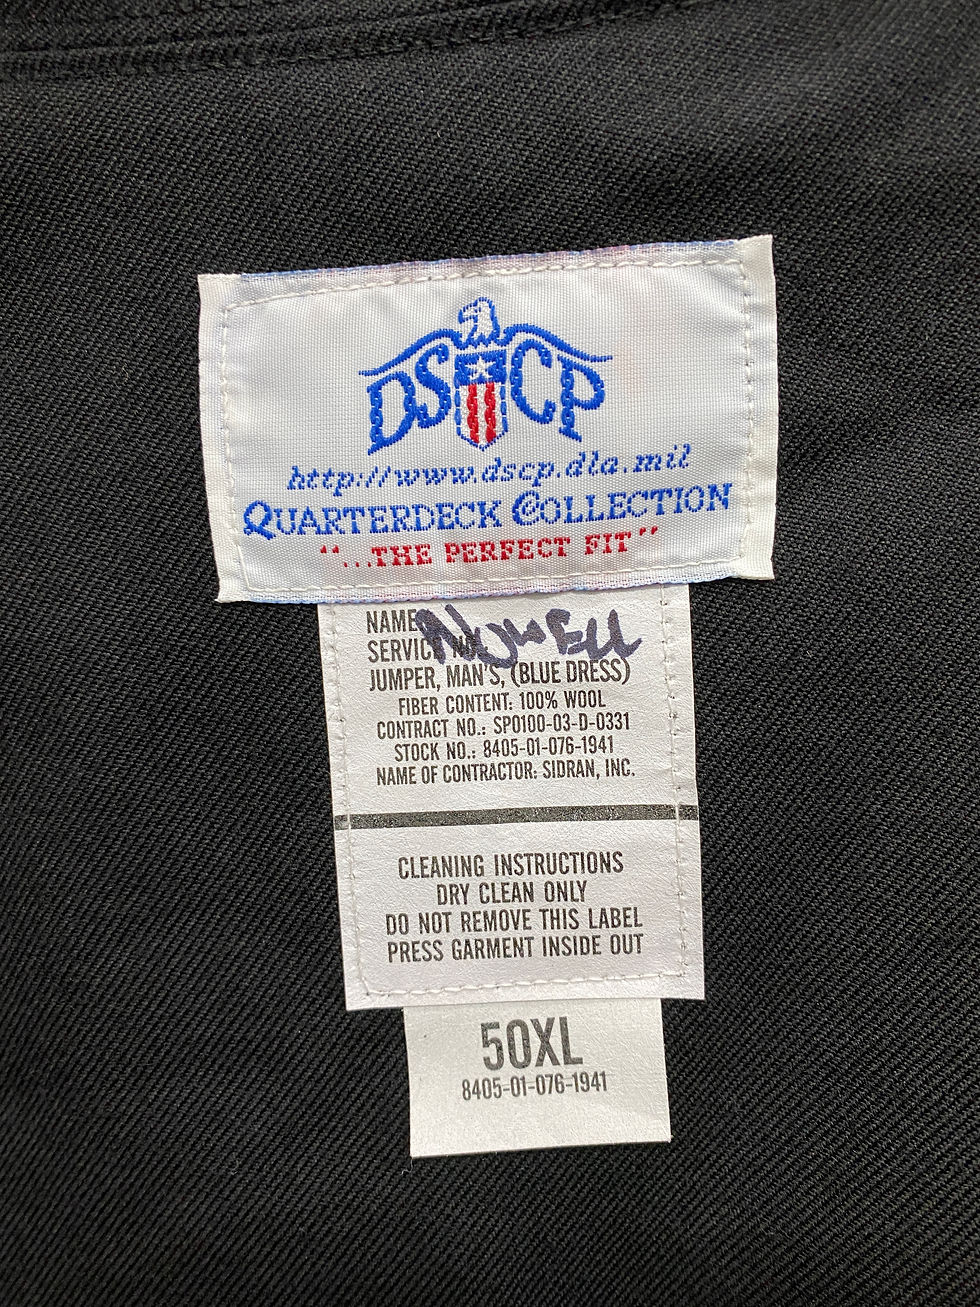 DSCP
http://www.dscp.dla.mil
QUARTERDECK COLLECTION
"...THE PERFECT FIT"
NAME Nowell
SERVICE NO.
JUMPER, MAN'S, (BLUE DRESS)
FIBER CONTENT: 100% WOOL
CONTRACT NO.: SP0100-03-D-0331
STOCK NO.: 8405-01-076-1941
NAME OF CONTRACTOR: SIDRAN, INC.
CLEANING INSTRUCTIONS
DRY CLEAN ONLY
DO NOT REMOVE THIS LABEL
PRESS GARMENT INSIDE OUT
50XL
8405-01-076-1941